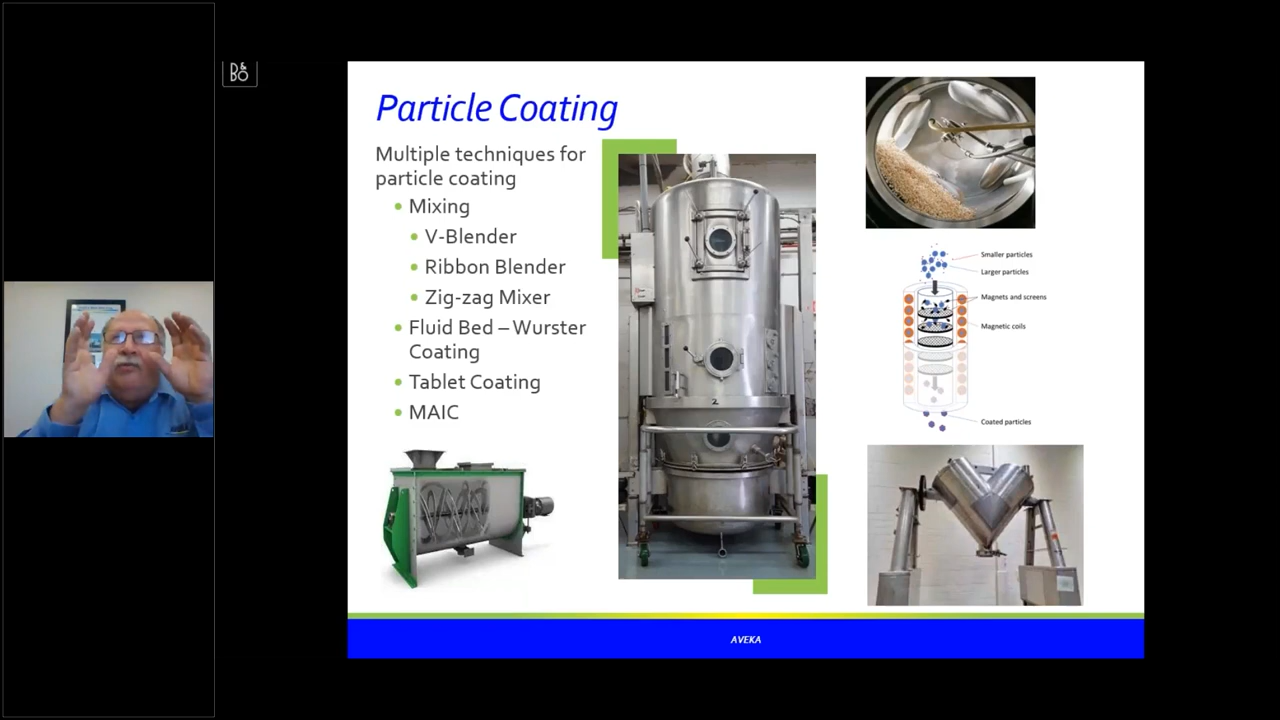 B&O
Particle Coating
Multiple techniques for
particle coating
• Mixing
• V-Blender
• Ribbon Blender
• Zig-zag Mixer
• Fluid Bed – Wurster
Coating
• Tablet Coating
• MAIC
2
Smaller particles
Larger particles
Magnets and screens
Magnetic coils
Coated particles
AVEKA